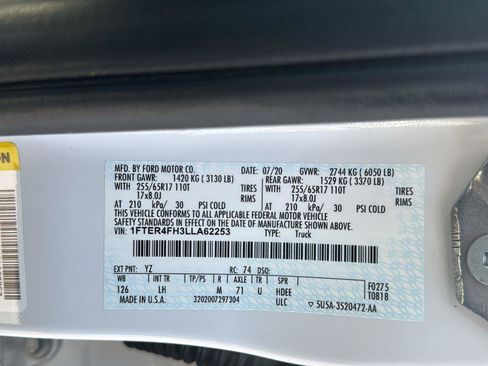 MFD. BY FORD MOTOR CO. 07/20 GVWR: 2744 KG ( 6050 LB)
FRONT GAWR: 1420 KG ( 3130 LB) REAR GAWR: 1529 KG ( 3370 LB)
WITH 255/65R17 110T TIRES WITH 255/65R17 110T TIRES
17x8.0J RIMS 17x8.0J RIMS
AT 210 kPa/ 30 PSI COLD AT 210 kPa/ 30 PSI COLD
THIS VEHICLE CONFORMS TO ALL APPLICABLE FEDERAL MOTOR VEHICLE
SAFETY STANDARDS IN EFFECT ON THE DATE OF MANUFACTURE SHOWN ABOVE.
VIN: 1FTER4FH3LLA62253 TYPE: Truck
EXT PNT: YZ RC: 74 DSO:
WB INT TR TP/PS R AXLE TR SPR F0275
126 LH M 71 U HDEE T0818
MADE IN U.S.A. 3202007297304 ULC 5U5A-3520472-AA